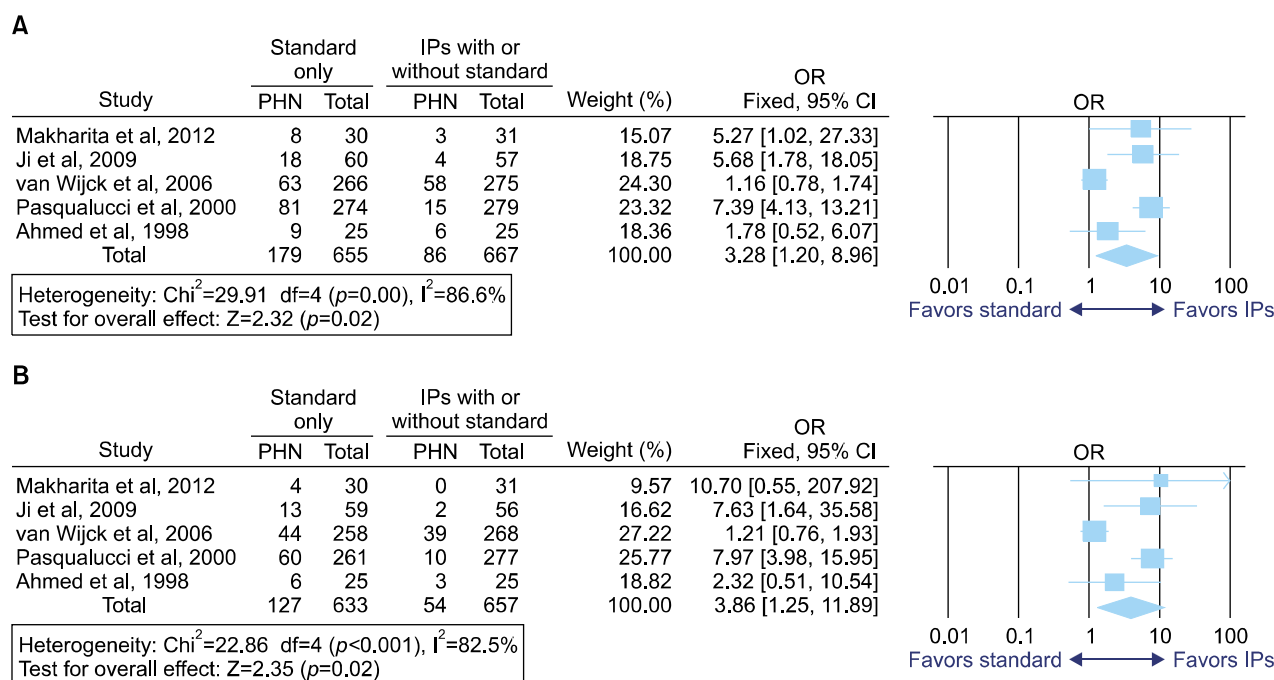 A
Standard only
IPs with or without standard
OR
Study PHN Total PHN Total Weight (%) Fixed, 95% CI OR
Makharita et al, 2012 8 30 3 31 15.07 5.27 [1.02, 27.33]
Ji et al, 2009 18 60 4 57 18.75 5.68 [1.78, 18.05]
van Wijck et al, 2006 63 266 58 275 24.30 1.16 [0.78, 1.74]
Pasqualucci et al, 2000 81 274 15 279 23.32 7.39 [4.13, 13.21]
Ahmed et al, 1998 9 25 6 25 18.36 1.78 [0.52, 6.07]
Total 179 655 86 667 100.00 3.28 [1.20, 8.96]
Heterogeneity: Chi²=29.91 df=4 (p=0.00), I²=86.6%
Test for overall effect: Z=2.32 (p=0.02)
0.01 0.1 1 10 100
Favors standard Favors IPs
B
Standard only
IPs with or without standard
OR
Study PHN Total PHN Total Weight (%) Fixed, 95% CI OR
Makharita et al, 2012 4 30 0 31 9.57 10.70 [0.55, 207.92]
Ji et al, 2009 13 59 2 56 16.62 7.63 [1.64, 35.58]
van Wijck et al, 2006 44 258 39 268 27.22 1.21 [0.76, 1.93]
Pasqualucci et al, 2000 60 261 10 277 25.77 7.97 [3.98, 15.95]
Ahmed et al, 1998 6 25 3 25 18.82 2.32 [0.51, 10.54]
Total 127 633 54 657 100.00 3.86 [1.25, 11.89]
Heterogeneity: Chi²=22.86 df=4 (p<0.001), I²=82.5%
Test for overall effect: Z=2.35 (p=0.02)
0.01 0.1 1 10 100
Favors standard Favors IPs